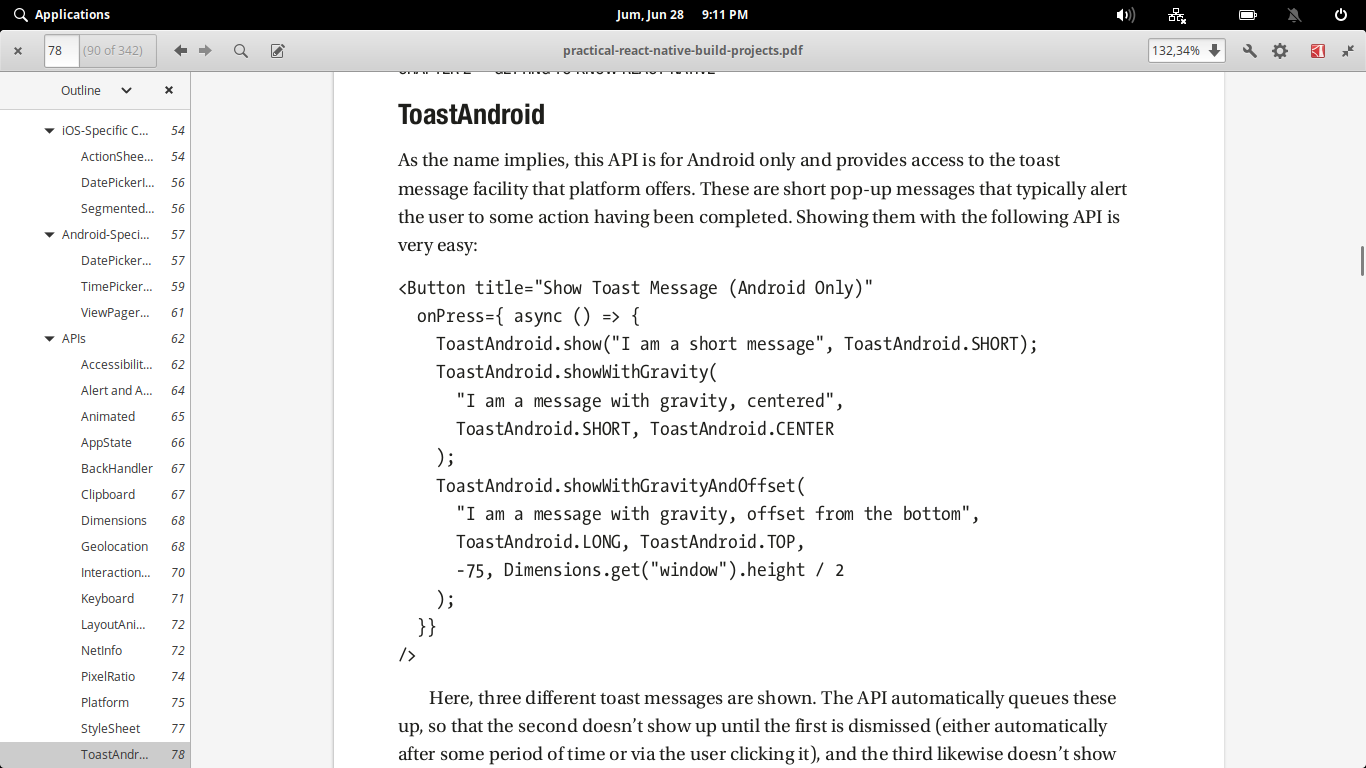 Applications
Jum, Jun 28 9:11 PM
78 (90 of 342)
practical-react-native-build-projects.pdf
132,34%
Outline
iOS-Specific C... 54
ActionShee... 54
DatePickerI... 56
Segmented... 56
Android-Speci... 57
DatePicker... 57
TimePicker... 59
ViewPager... 61
APIs 62
Accessibilit... 62
Alert and A... 64
Animated 65
AppState 66
BackHandler 67
Clipboard 67
Dimensions 68
Geolocation 68
Interaction... 70
Keyboard 71
LayoutAni... 72
NetInfo 72
PixelRatio 74
Platform 75
StyleSheet 77
ToastAndr... 78
CHAPTER 2 GETTING TO KNOW REACT NATIVE
ToastAndroid
As the name implies, this API is for Android only and provides access to the toast
message facility that platform offers. These are short pop-up messages that typically alert
the user to some action having been completed. Showing them with the following API is
very easy:
<Button title="Show Toast Message (Android Only)"
onPress={ async () => {
ToastAndroid.show("I am a short message", ToastAndroid.SHORT);
ToastAndroid.showWithGravity(
"I am a message with gravity, centered",
ToastAndroid.SHORT, ToastAndroid.CENTER
);
ToastAndroid.showWithGravityAndOffset(
"I am a message with gravity, offset from the bottom",
ToastAndroid.LONG, ToastAndroid.TOP,
-75, Dimensions.get("window").height / 2
);
}}
/>
Here, three different toast messages are shown. The API automatically queues these
up, so that the second doesn't show up until the first is dismissed (either automatically
after some period of time or via the user clicking it), and the third likewise doesn't show